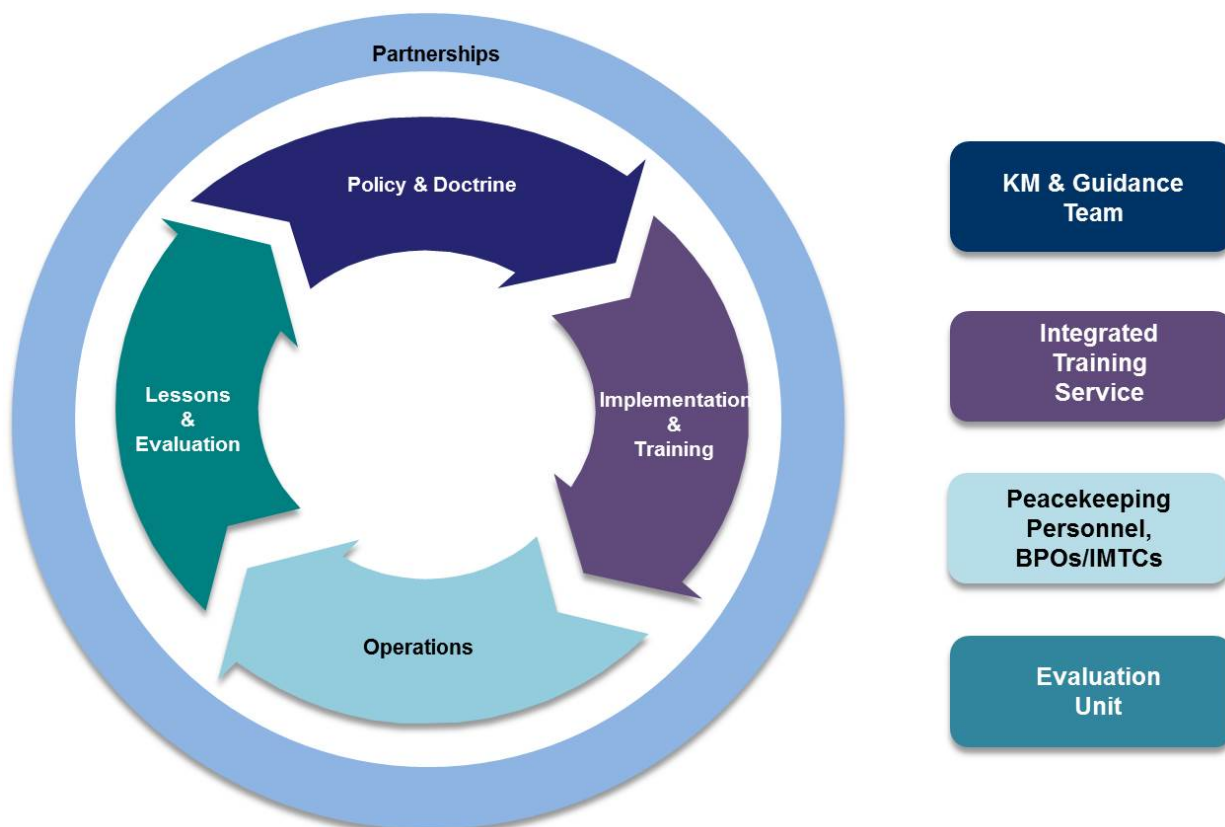 Partnerships
Policy & Doctrine
Implementation
&
Training
Operations
Lessons
&
Evaluation
KM & Guidance
Team
Integrated
Training
Service
Peacekeeping
Personnel,
BPOs/IMTCs
Evaluation
Unit